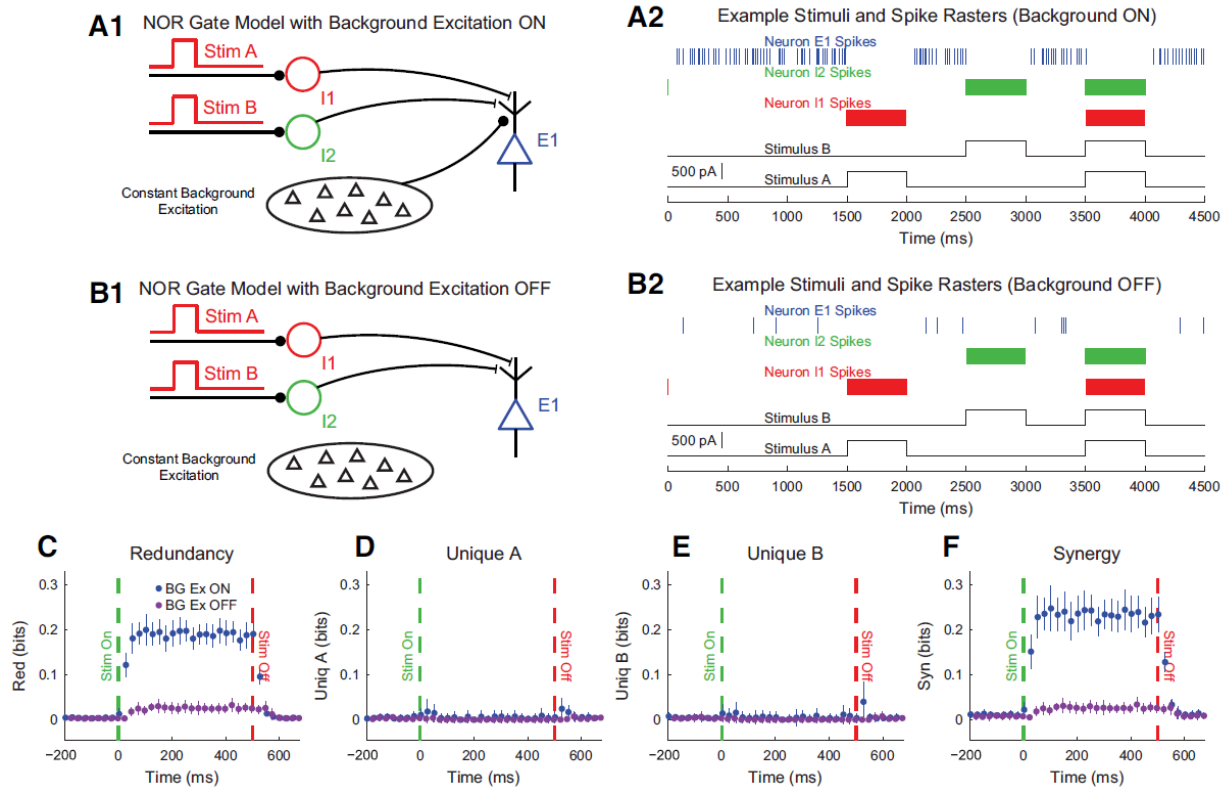 A1 NOR Gate Model with Background Excitation ON
Stim A
I1
Stim B
I2
E1
Constant Background
Excitation
A2 Example Stimuli and Spike Rasters (Background ON)
Neuron E1 Spikes
Neuron I2 Spikes
Neuron I1 Spikes
Stimulus B
500 pA
Stimulus A
0 500 1000 1500 2000 2500 3000 3500 4000 4500
Time (ms)
B1 NOR Gate Model with Background Excitation OFF
Stim A
I1
Stim B
I2
E1
Constant Background
Excitation
B2 Example Stimuli and Spike Rasters (Background OFF)
Neuron E1 Spikes
Neuron I2 Spikes
Neuron I1 Spikes
Stimulus B
500 pA
Stimulus A
0 500 1000 1500 2000 2500 3000 3500 4000 4500
Time (ms)
C Redundancy
0.3
0.2
0.1
0
Red (bits)
BG Ex ON
BG Ex OFF
Stim On
Stim Off
−200 0 200 400 600
Time (ms)
D Unique A
0.3
0.2
0.1
0
Uniq A (bits)
Stim On
Stim Off
−200 0 200 400 600
Time (ms)
E Unique B
0.3
0.2
0.1
0
Uniq B (bits)
Stim On
Stim Off
−200 0 200 400 600
Time (ms)
F Synergy
0.3
0.2
0.1
0
Syn (bits)
Stim On
Stim Off
−200 0 200 400 600
Time (ms)